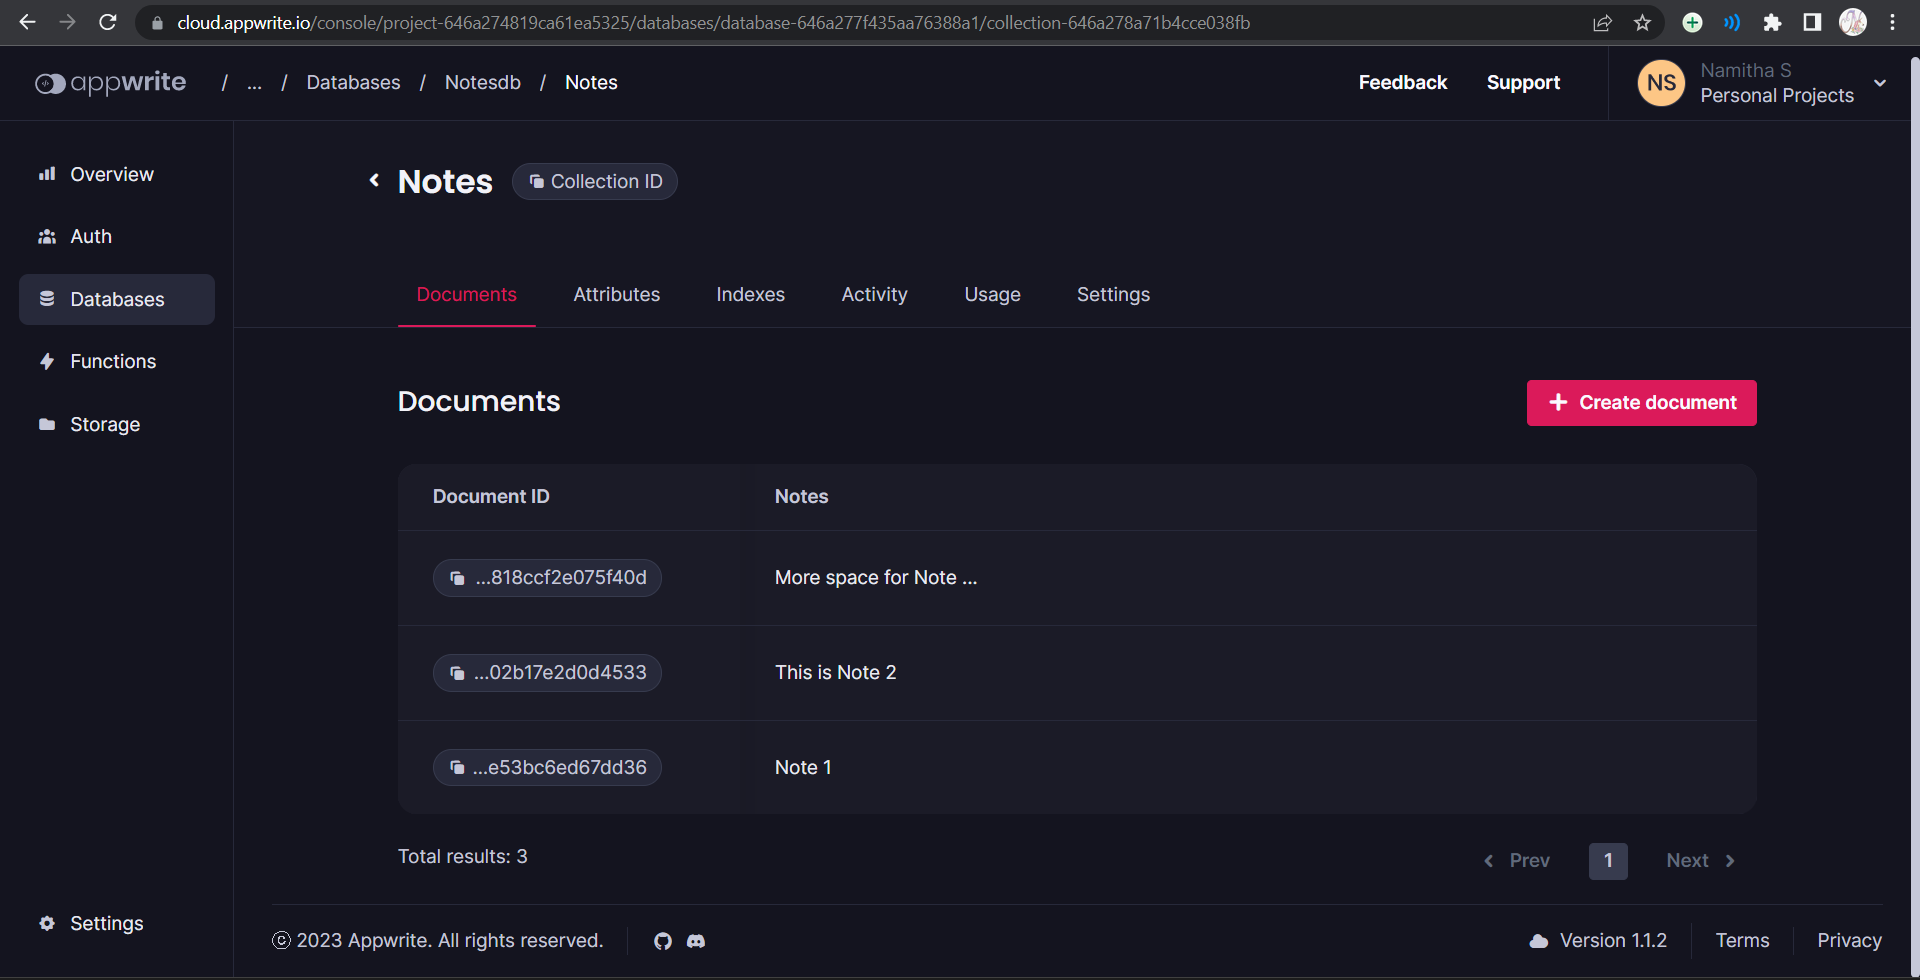 cloud.appwrite.io/console/project-646a274819ca61ea5325/databases/database-646a277f435aa76388a1/collection-646a278a71b4cce038fb
appwrite / ... / Databases / Notesdb / Notes
Feedback
Support
NS
Namitha S
Personal Projects
Overview
Auth
Databases
Functions
Storage
Settings
Notes
Collection ID
Documents
Attributes
Indexes
Activity
Usage
Settings
Documents
Create document
Document ID
Notes
...818ccf2e075f40d
More space for Note ...
...02b17e2d0d4533
This is Note 2
...e53bc6ed67dd36
Note 1
Total results: 3
Prev
1
Next
© 2023 Appwrite. All rights reserved.
Version 1.1.2
Terms
Privacy